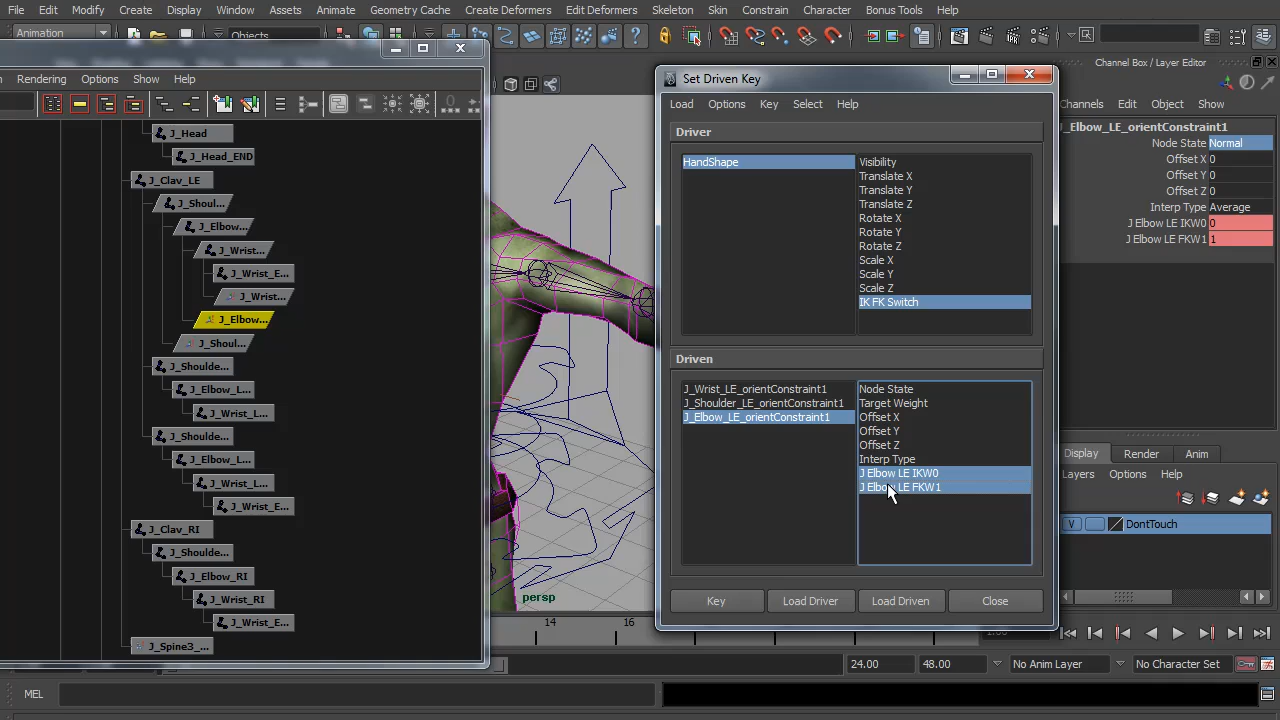 File Edit Modify Create Display Window Assets Animate Geometry Cache Create Deformers Edit Deformers Skeleton Skin Constrain Character Muscle Bonus Tools Help
Animation
Objects
Rendering Options Show Help
J_Head
J_Head_END
J_Clav_LE
J_Shoul...
J_Elbow...
J_Wrist...
J_Wrist_E...
J_Wrist...
J_Elbow...
J_Shoul...
J_Shoulde...
J_Elbow_L...
J_Wrist_L...
J_Shoulde...
J_Elbow_L...
J_Wrist_L...
J_Wrist_E...
J_Clav_RI
J_Shoulde...
J_Elbow_RI
J_Wrist_RI
J_Wrist_E...
J_Spine3_...
persp
14 16
Set Driven Key
Load Options Key Select Help
Driver
HandShape
Visibility
Translate X
Translate Y
Translate Z
Rotate X
Rotate Y
Rotate Z
Scale X
Scale Y
Scale Z
IK FK Switch
Driven
J_Wrist_LE_orientConstraint1
J_Shoulder_LE_orientConstraint1
J_Elbow_LE_orientConstraint1
Node State
Target Weight
Offset X
Offset Y
Offset Z
Interp Type
J Elbow LE IKW0
J Elbow LE FKW1
Key Load Driver Load Driven Close
Channel Box / Layer Editor
Channels Edit Object Show
J_Elbow_LE_orientConstraint1
Node State Normal
Offset X 0
Offset Y 0
Offset Z 0
Interp Type Average
J Elbow LE IKW0 0
J Elbow LE FKW1 1
Display Render Anim
Layers Options Help
V DontTouch
1.00
24.00 48.00 No Anim Layer No Character Set
MEL